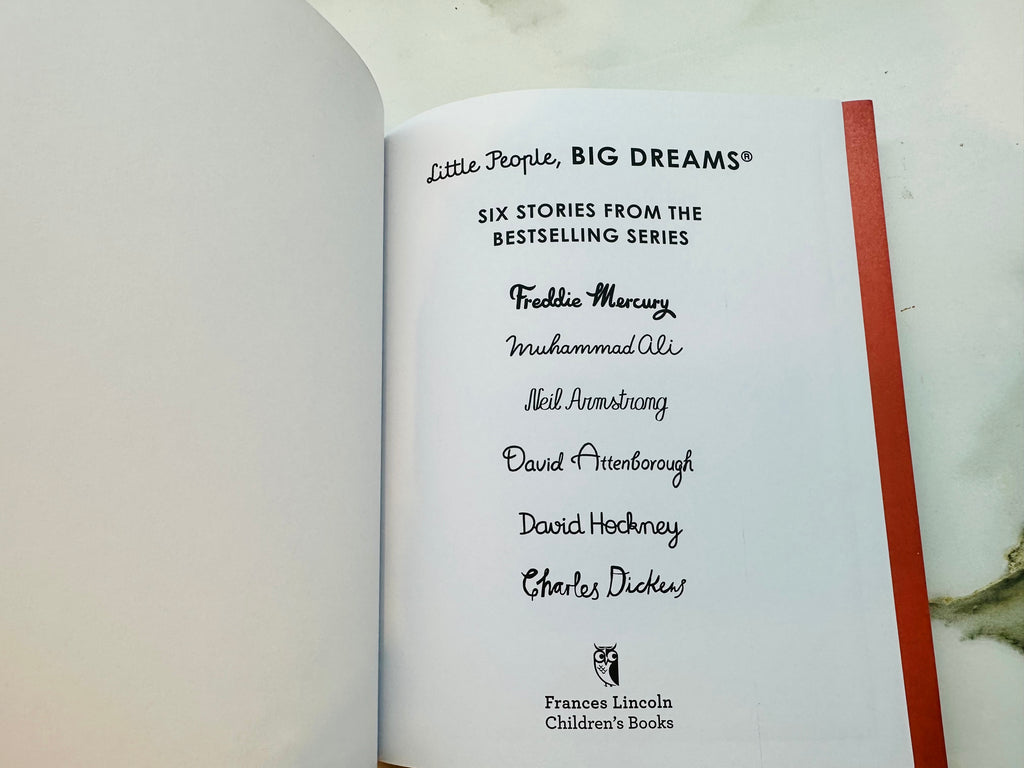 Little People, BIG DREAMS®
SIX STORIES FROM THE
BESTSELLING SERIES
Freddie Mercury
Muhammad Ali
Neil Armstrong
David Attenborough
David Hockney
Charles Dickens
Frances Lincoln
Children's Books